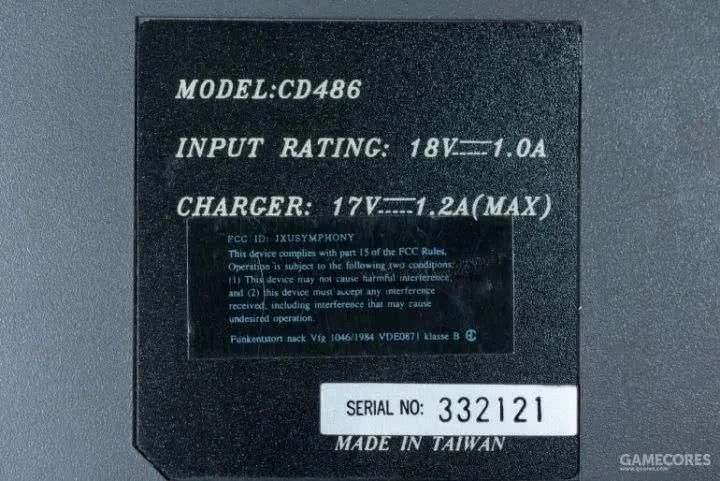 MODEL:CD486
INPUT RATING: 18V⎓1.0A
CHARGER: 17V⎓1.2A(MAX)
FCC ID: JXUSYMPHONY
This device complies with part 15 of the FCC Rules.
Operation is subject to the following two conditions:
(1) This device may not cause harmful interference,
and (2) this device must accept any interference
received, including interference that may cause
undesired operation.
Funkentstort nack Vfg 1046/1984 VDE0871 klasse B
SERIAL NO: 332121
MADE IN TAIWAN
GAMECORES
www.gcores.com